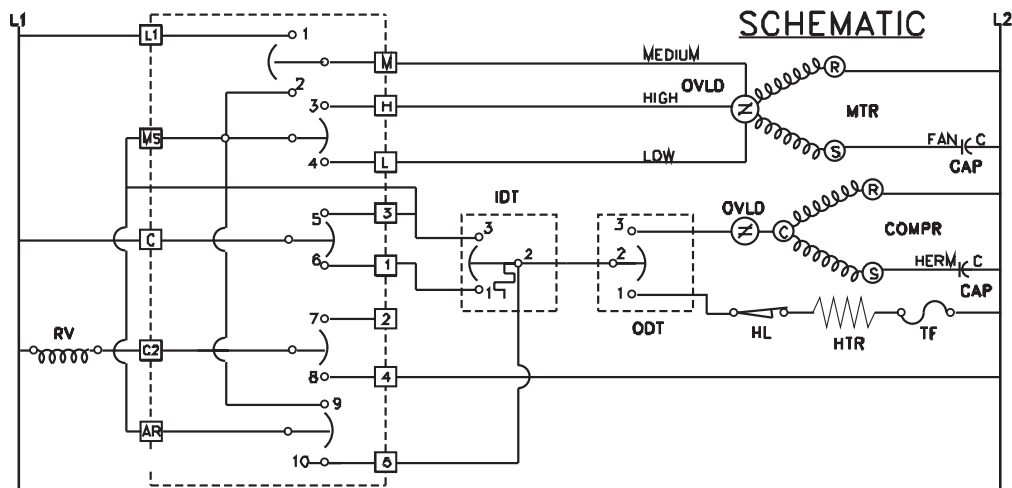 SCHEMATIC
L1
L2
L1
1
M
MEDIUM
2
OVLD
R
3
H
HIGH
MTR
MS
4
L
LOW
S
FAN
C
CAP
IDT
3
5
3
2
1
ODT
3
2
1
OVLD
C
R
COMPR
C
6
1
HERM
C
S
CAP
7
2
HL
HTR
TF
RV
C2
8
4
9
AR
10
5